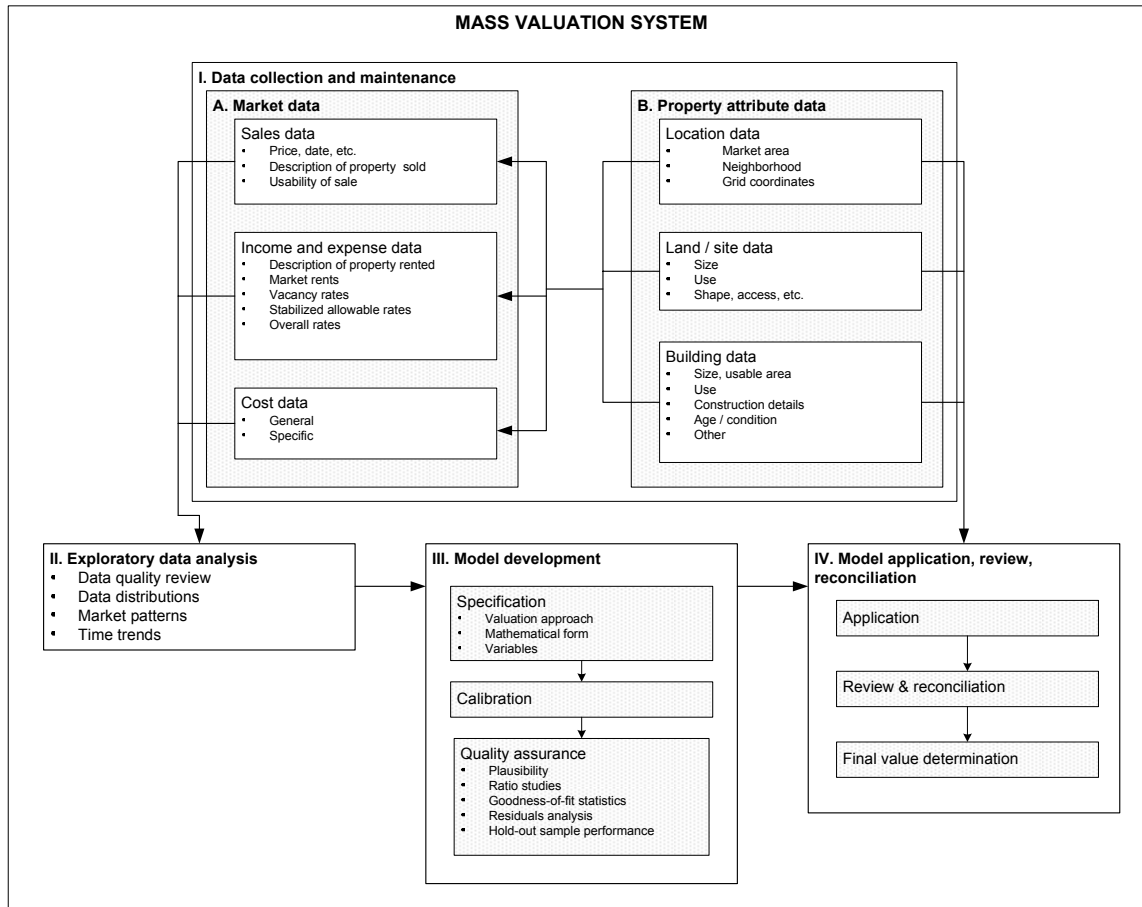 MASS VALUATION SYSTEM
I. Data collection and maintenance
A. Market data
Sales data
▪ Price, date, etc.
▪ Description of property sold
▪ Usability of sale
Income and expense data
▪ Description of property rented
▪ Market rents
▪ Vacancy rates
▪ Stabilized allowable rates
▪ Overall rates
Cost data
▪ General
▪ Specific
B. Property attribute data
Location data
▪ Market area
▪ Neighborhood
▪ Grid coordinates
Land / site data
▪ Size
▪ Use
▪ Shape, access, etc.
Building data
▪ Size, usable area
▪ Use
▪ Construction details
▪ Age / condition
▪ Other
II. Exploratory data analysis
▪ Data quality review
▪ Data distributions
▪ Market patterns
▪ Time trends
III. Model development
Specification
▪ Valuation approach
▪ Mathematical form
▪ Variables
Calibration
Quality assurance
▪ Plausibility
▪ Ratio studies
▪ Goodness-of-fit statistics
▪ Residuals analysis
▪ Hold-out sample performance
IV. Model application, review,
reconciliation
Application
Review & reconciliation
Final value determination